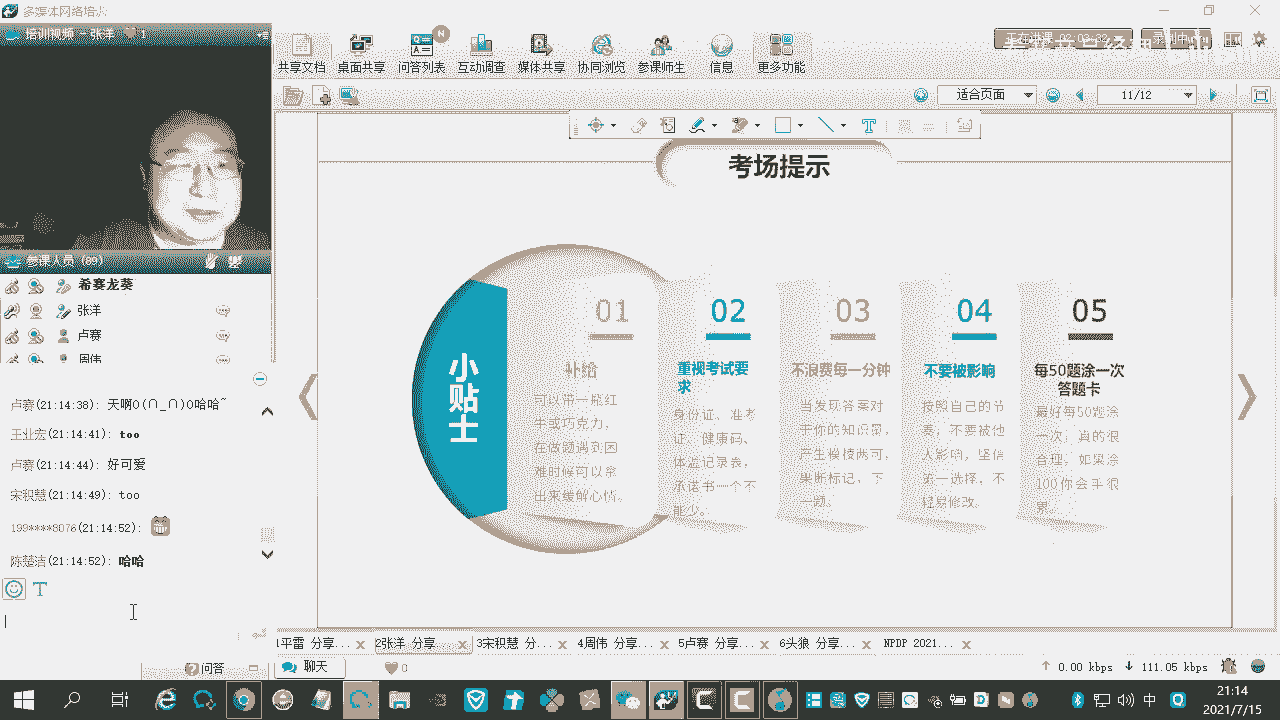 多媒体网络培训
培训视频 - 张洋 1
共享文档 桌面共享 问答列表 互动调查 媒体共享 协同浏览 参课师生 信息 更多功能
N
适合页面
11/12
考场提示
参课人员 (89)
希赛龙葵
张洋
卢赛
周伟
卢赛(21:14:38): 天啊O(∩_∩)O哈哈~
王业宏(21:14:41): too
卢赛(21:14:44): 好可爱
宋积慧(21:14:49): too
199****8076(21:14:52):
陈楚洁(21:14:52): 哈哈
小贴士
01
补给
可以带一瓶红
牛或巧克力,
在做题遇到困
难时候可以拿
出来缓解心情。
02
重视考试要
求
身份证、准考
证、健康码、
体温记录表,
承诺书一个不
能少。
03
不浪费每一分钟
当发现答案对
于你的知识泉,
产生模棱两可,
果断标记,下
一题。
04
不要被影响
按照自己的节
奏;不要被他
人影响,坚信
第一选择,不
轻易修改。
05
每50题涂一次
答题卡
最好每50题涂
一次;真的很
合理,如果涂
100你会手很
累。
1平雷 分享... x 2张洋 分享... x 3宋积慧 分... x 4周伟 分享... x 5卢赛 分享... x 6头狼 分享... x NPDP 2021... x
问答
聊天
0
0.00 kbps 111.05 kbps
中
21:14
2021/7/15